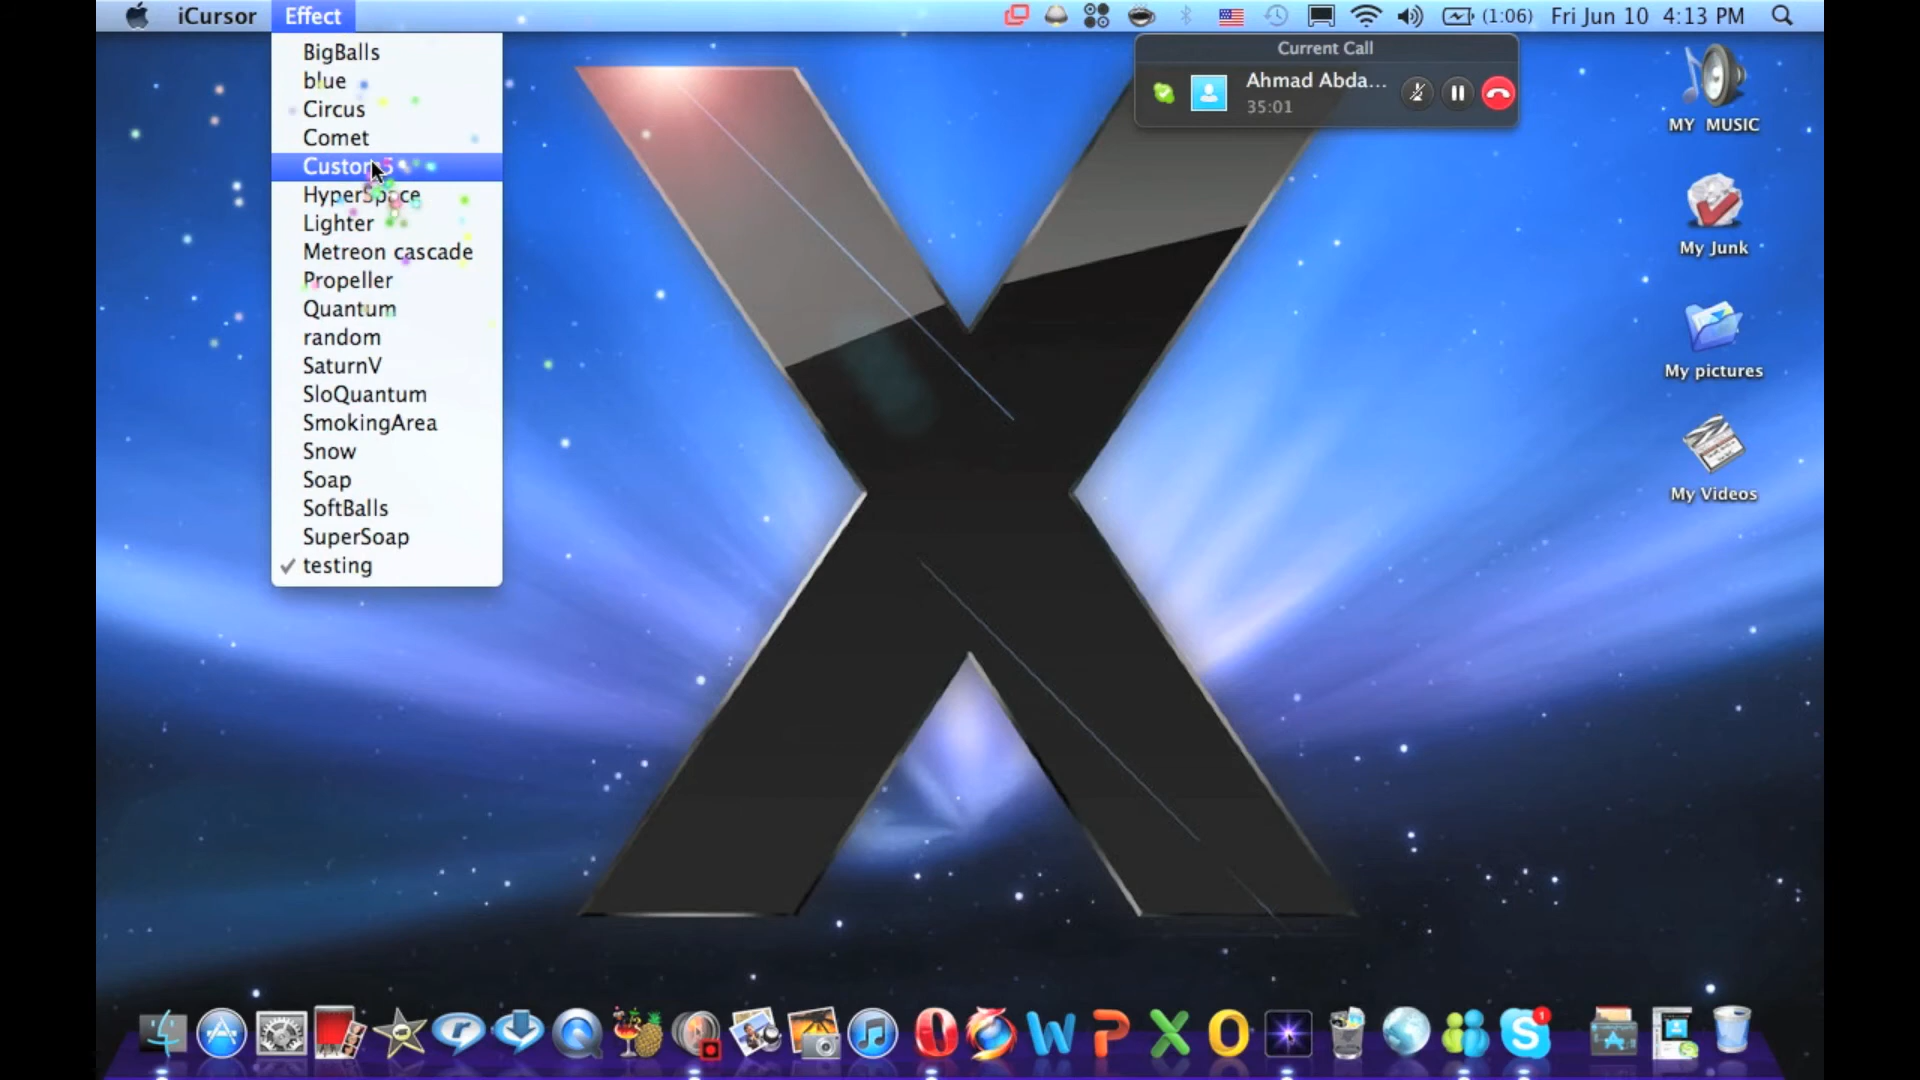 iCursor Effect (1:06) Fri Jun 10 4:13 PM
BigBalls
blue
Circus
Comet
Custom5
HyperSpace
Lighter
Metreon cascade
Propeller
Quantum
random
SaturnV
SloQuantum
SmokingArea
Snow
Soap
SoftBalls
SuperSoap
✓ testing
Current Call
Ahmad Abda...
35:01
MY MUSIC
My Junk
My pictures
My Videos
W P X O S 1